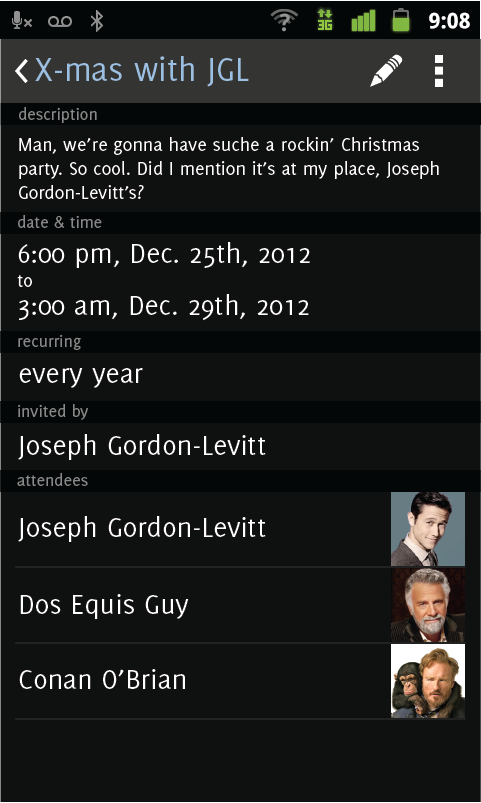 3G
9:08
X-mas with JGL
description
Man, we're gonna have suche a rockin' Christmas
party. So cool. Did I mention it's at my place, Joseph
Gordon-Levitt's?
date & time
6:00 pm, Dec. 25th, 2012
to
3:00 am, Dec. 29th, 2012
recurring
every year
invited by
Joseph Gordon-Levitt
attendees
Joseph Gordon-Levitt
Dos Equis Guy
Conan O'Brian